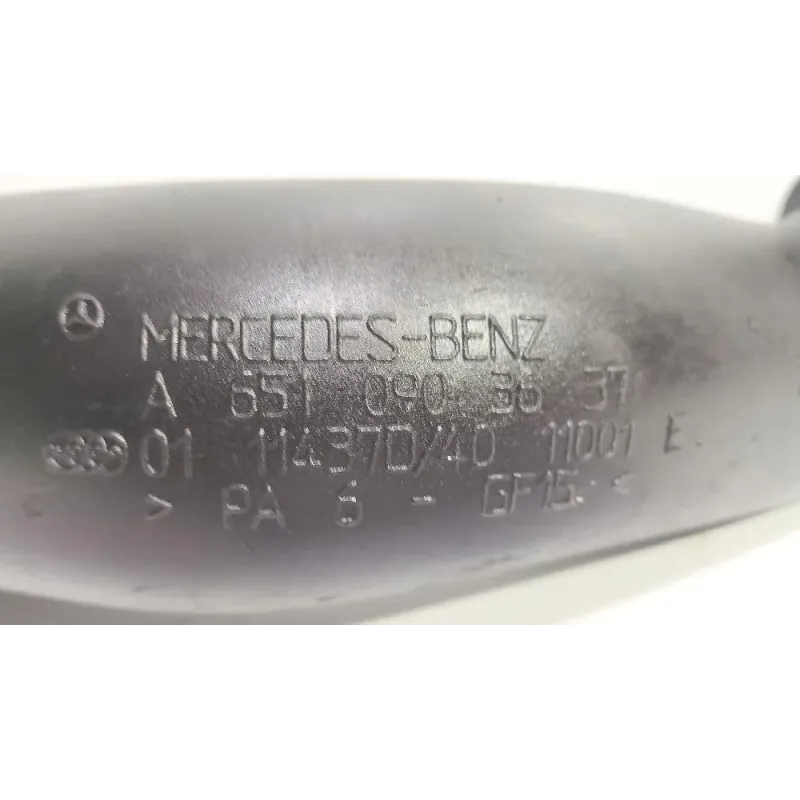 MERCEDES-BENZ
A 651 090 36 37
01 11437D/40 11001 E.
> PA 6 - GF15. <